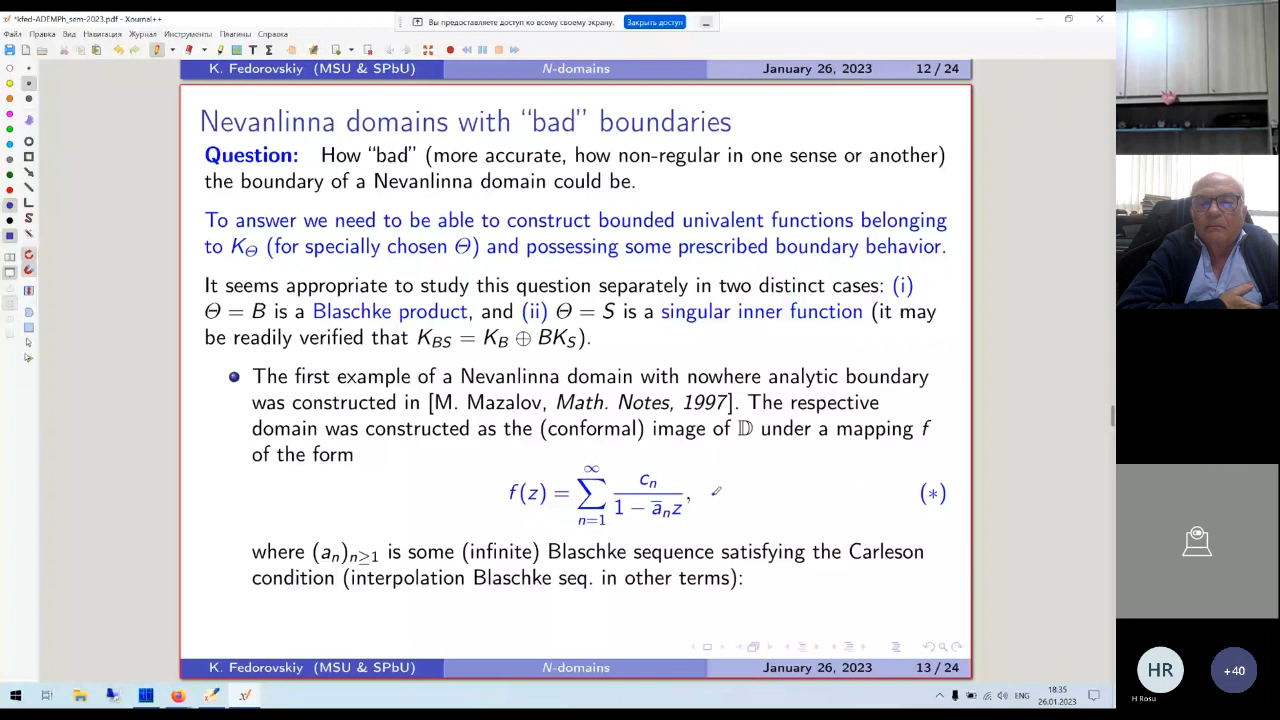 *kfed-ADEMPh_sem-2023.pdf - Xournal++
Вы предоставляете доступ ко всему своему экрану.
Закрыть доступ
Файл Правка Вид Навигация Журнал Инструменты Плагины Справка
K. Fedorovskiy (MSU & SPbU) N-domains January 26, 2023 12 / 24
Nevanlinna domains with “bad” boundaries
Question: How “bad” (more accurate, how non-regular in one sense or another)
the boundary of a Nevanlinna domain could be.
To answer we need to be able to construct bounded univalent functions belonging
to K_Θ (for specially chosen Θ) and possessing some prescribed boundary behavior.
It seems appropriate to study this question separately in two distinct cases: (i)
Θ = B is a Blaschke product, and (ii) Θ = S is a singular inner function (it may
be readily verified that K_{BS} = K_B ⊕ BK_S).
The first example of a Nevanlinna domain with nowhere analytic boundary
was constructed in [M. Mazalov, Math. Notes, 1997]. The respective
domain was constructed as the (conformal) image of 𝔻 under a mapping f
of the form
f(z) = ∑_{n=1}^{∞} c_n / (1 − a̅_n z), (∗)
where (a_n)_{n≥1} is some (infinite) Blaschke sequence satisfying the Carleson
condition (interpolation Blaschke seq. in other terms):
K. Fedorovskiy (MSU & SPbU) N-domains January 26, 2023 13 / 24
HR
H Rosu
+40
ENG
18:35
26.01.2023